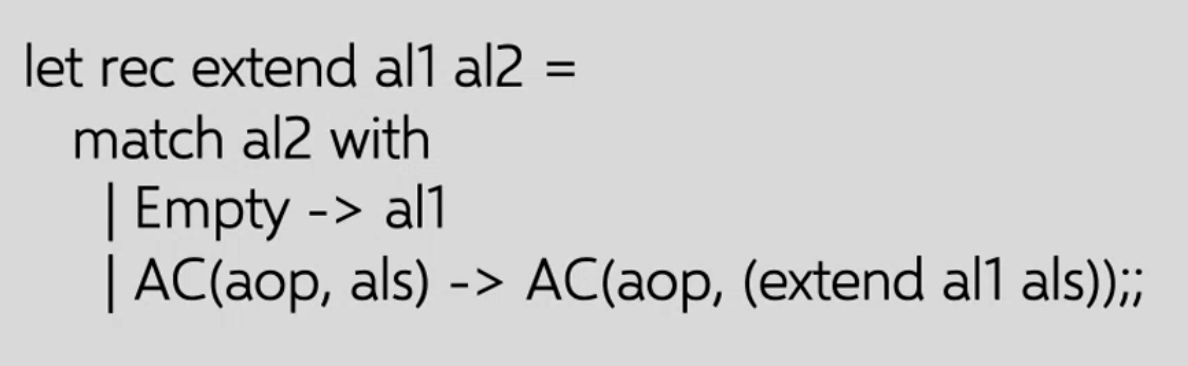 let rec extend al1 al2 =
match al2 with
| Empty -> al1
| AC(aop, als) -> AC(aop, (extend al1 als));;